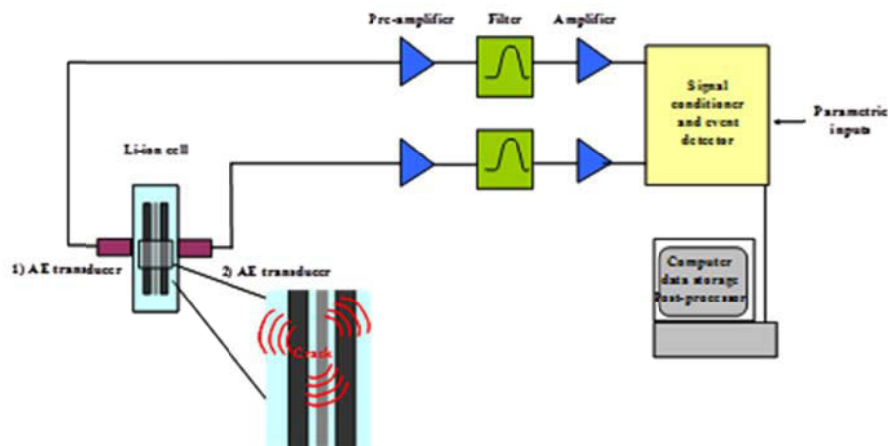 Pre-amplifier
Filter
Amplifier
Signal
conditioner
and event
detector
Parametric
inputs
Li-ion cell
1) AE transducer
2) AE transducer
Crack
Computer
data storage
Post-processor